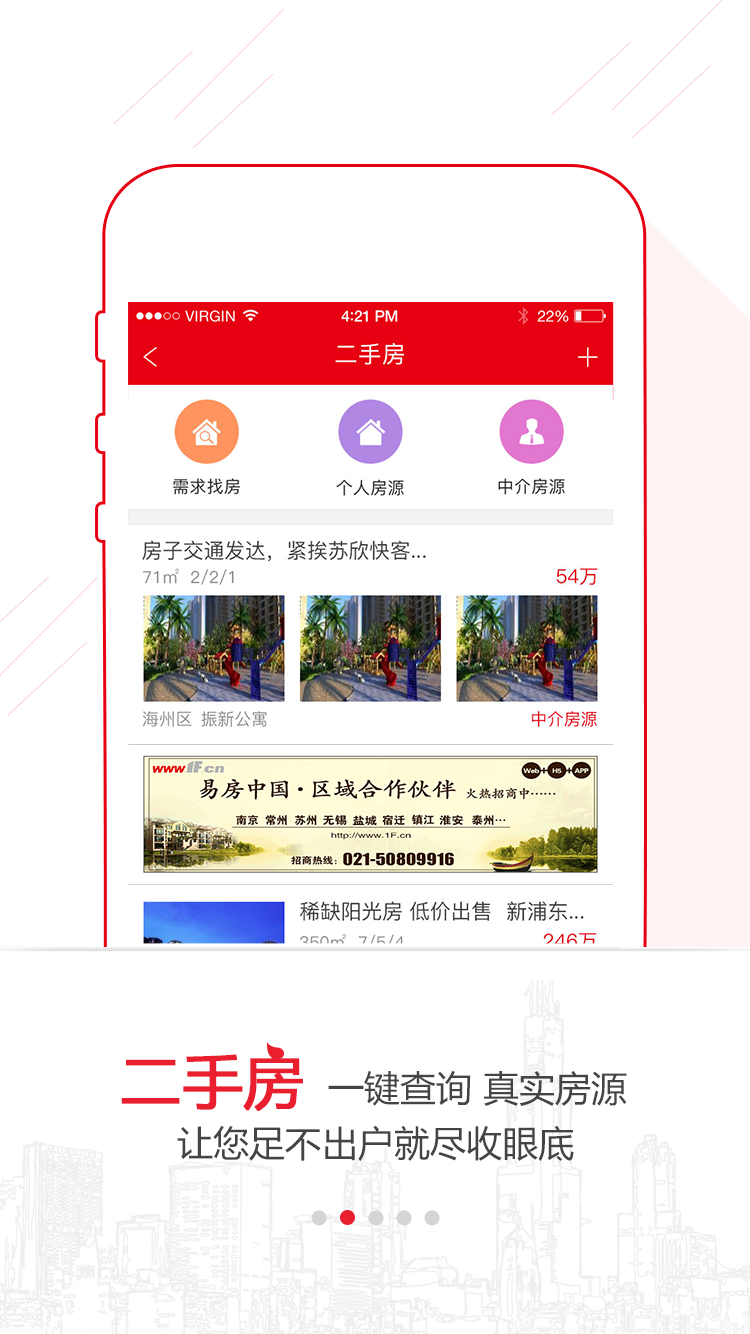 VIRGIN 4:21 PM 22%
二手房
需求找房 个人房源 中介房源
房子交通发达，紧挨苏欣快客...
71㎡ 2/2/1 54万
海州区 振新公寓 中介房源
www.1F.cn Web+H5+APP
易房中国·区域合作伙伴 火热招商中······
南京 常州 苏州 无锡 盐城 宿迁 镇江 淮安 泰州···
http://www.1F.cn
招商热线：021-50809916
稀缺阳光房 低价出售 新浦东...
350㎡ 7/5/4 246万
二手房 一键查询 真实房源
让您足不出户就尽收眼底